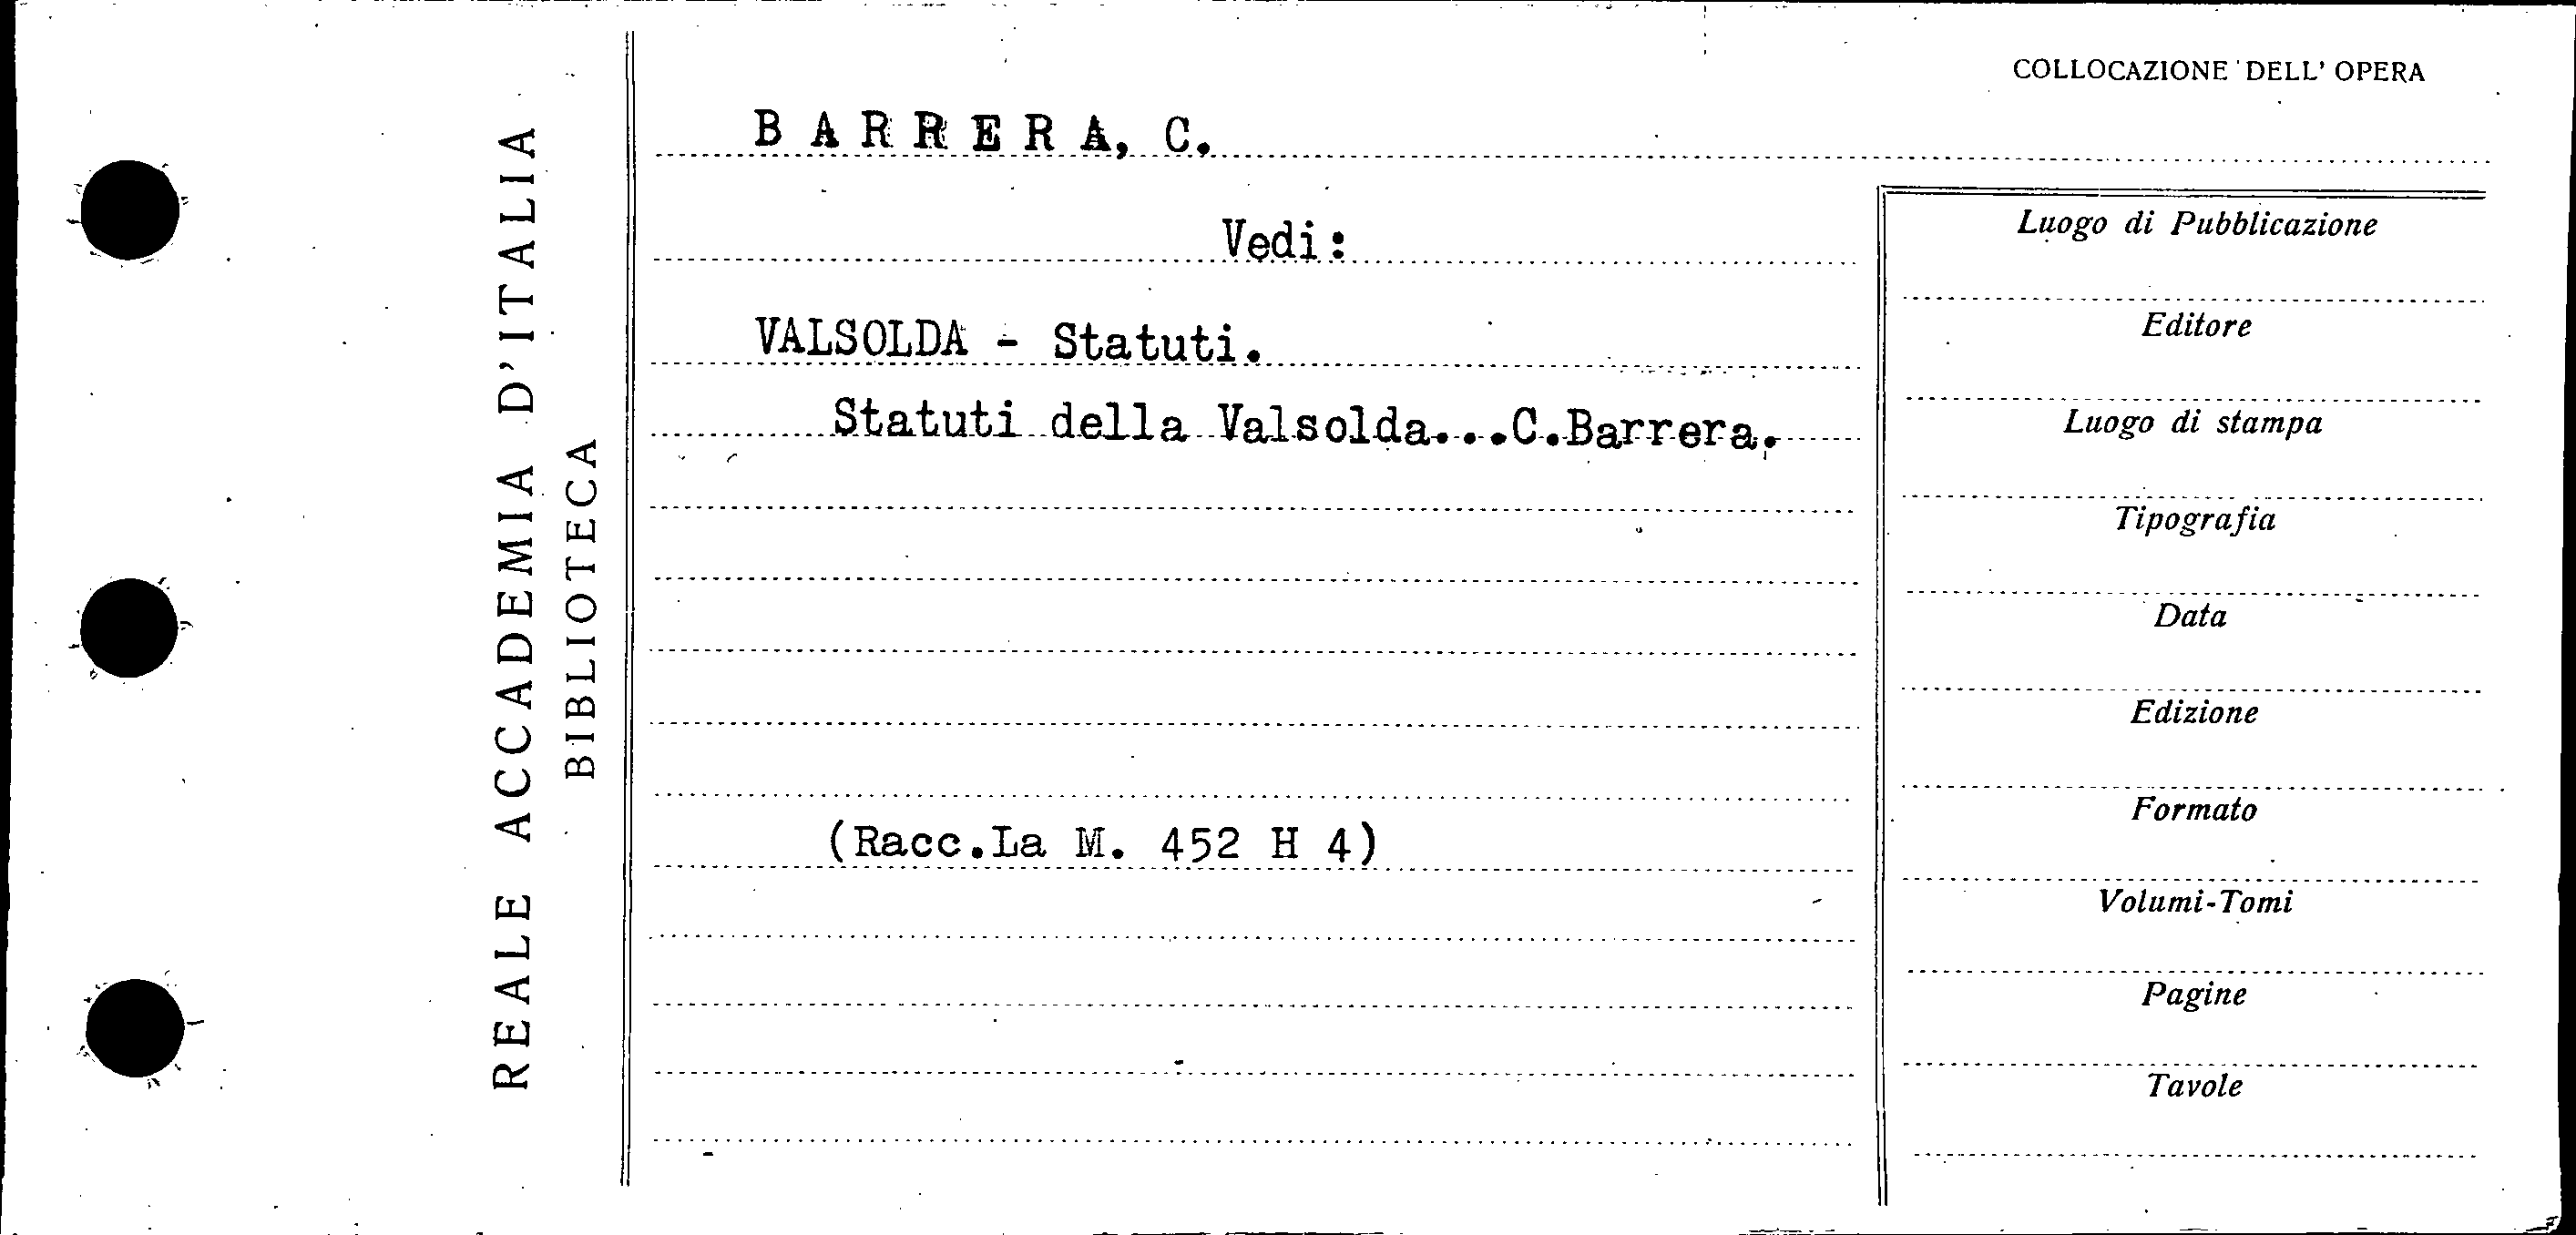 REALE ACCADEMIA D'ITALIA
BIBLIOTECA
COLLOCAZIONE DELL' OPERA
B A R R E R A, C.
Vedi:
VALSOLDA - Statuti.
Statuti della Valsolda...C.Barrera.
(Racc.La M. 452 H 4)
Luogo di Pubblicazione
Editore
Luogo di stampa
Tipografia
Data
Edizione
Formato
Volumi-Tomi
Pagine
Tavole